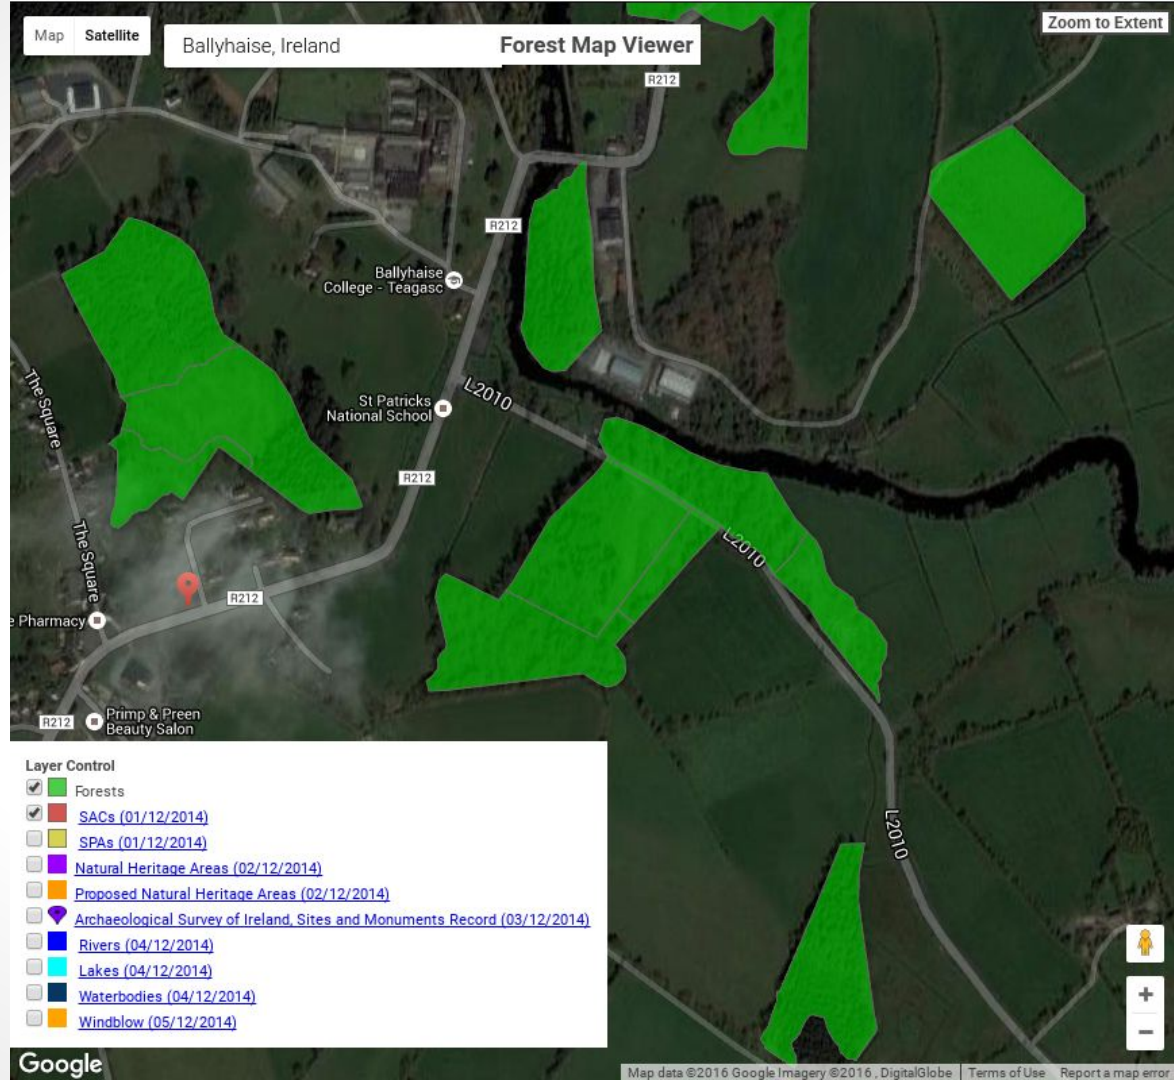 Map
Satellite
Ballyhaise, Ireland
Forest Map Viewer
Zoom to Extent
R212
R212
Ballyhaise
College - Teagasc
L2010
St Patricks
National School
The Square
R212
The Square
L2010
R212
e Pharmacy
R212
Primp & Preen
Beauty Salon
L2010
Layer Control
Forests
SACs (01/12/2014)
SPAs (01/12/2014)
Natural Heritage Areas (02/12/2014)
Proposed Natural Heritage Areas (02/12/2014)
Archaeological Survey of Ireland, Sites and Monuments Record (03/12/2014)
Rivers (04/12/2014)
Lakes (04/12/2014)
Waterbodies (04/12/2014)
Windblow (05/12/2014)
+
−
Google
Map data ©2016 Google Imagery ©2016 , DigitalGlobe
Terms of Use
Report a map error